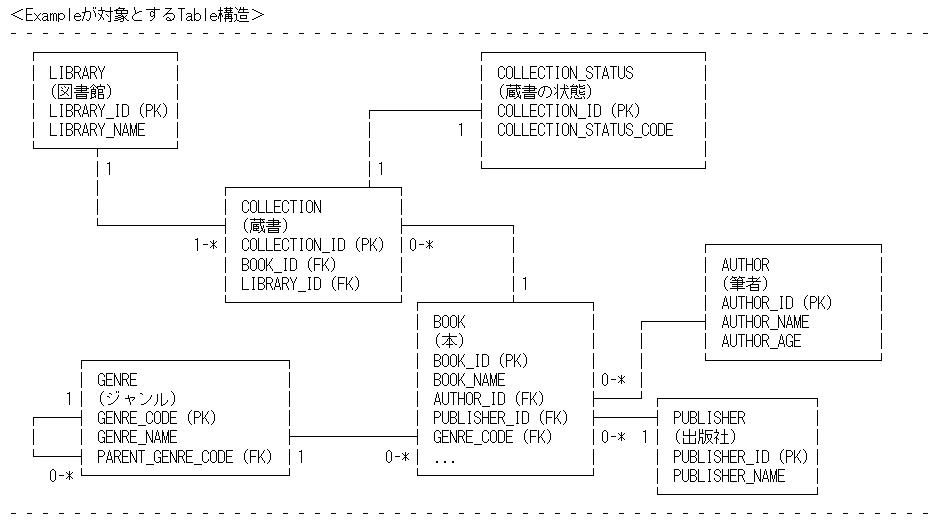 ＜Exampleが対象とするTable構造＞
LIBRARY
(図書館)
LIBRARY_ID (PK)
LIBRARY_NAME
1
COLLECTION_STATUS
(蔵書の状態)
COLLECTION_ID (PK)
COLLECTION_STATUS_CODE
1
1
COLLECTION
(蔵書)
COLLECTION_ID (PK)
BOOK_ID (FK)
LIBRARY_ID (FK)
1-*
0-*
1
AUTHOR
(筆者)
AUTHOR_ID (PK)
AUTHOR_NAME
AUTHOR_AGE
BOOK
(本)
BOOK_ID (PK)
BOOK_NAME
AUTHOR_ID (FK)
PUBLISHER_ID (FK)
GENRE_CODE (FK)
...
0-*
0-*
1
0-*
GENRE
(ジャンル)
GENRE_CODE (PK)
GENRE_NAME
PARENT_GENRE_CODE (FK)
1
0-*
1
PUBLISHER
(出版社)
PUBLISHER_ID (PK)
PUBLISHER_NAME